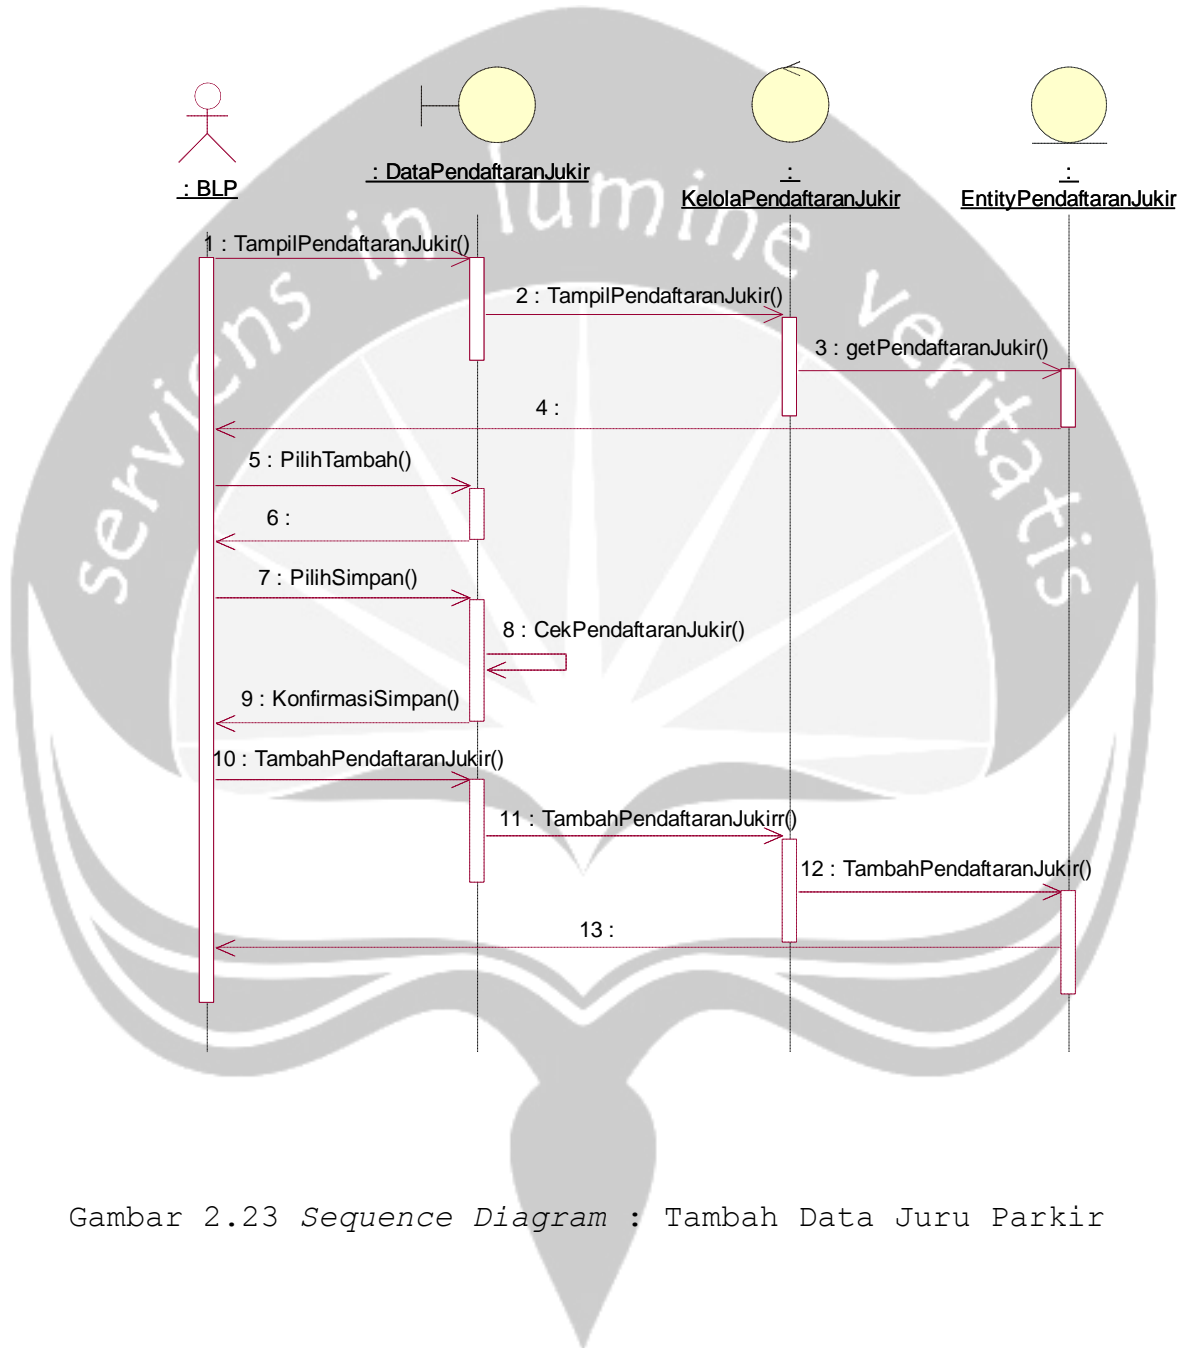 serviens in lumine veritatis
: BLP
: DataPendaftaranJukir
:
KelolaPendaftaranJukir
:
EntityPendaftaranJukir
1 : TampilPendaftaranJukir()
2 : TampilPendaftaranJukir()
3 : getPendaftaranJukir()
4 :
5 : PilihTambah()
6 :
7 : PilihSimpan()
8 : CekPendaftaranJukir()
9 : KonfirmasiSimpan()
10 : TambahPendaftaranJukir()
11 : TambahPendaftaranJukirr()
12 : TambahPendaftaranJukir()
13 :
Gambar 2.23 Sequence Diagram : Tambah Data Juru Parkir